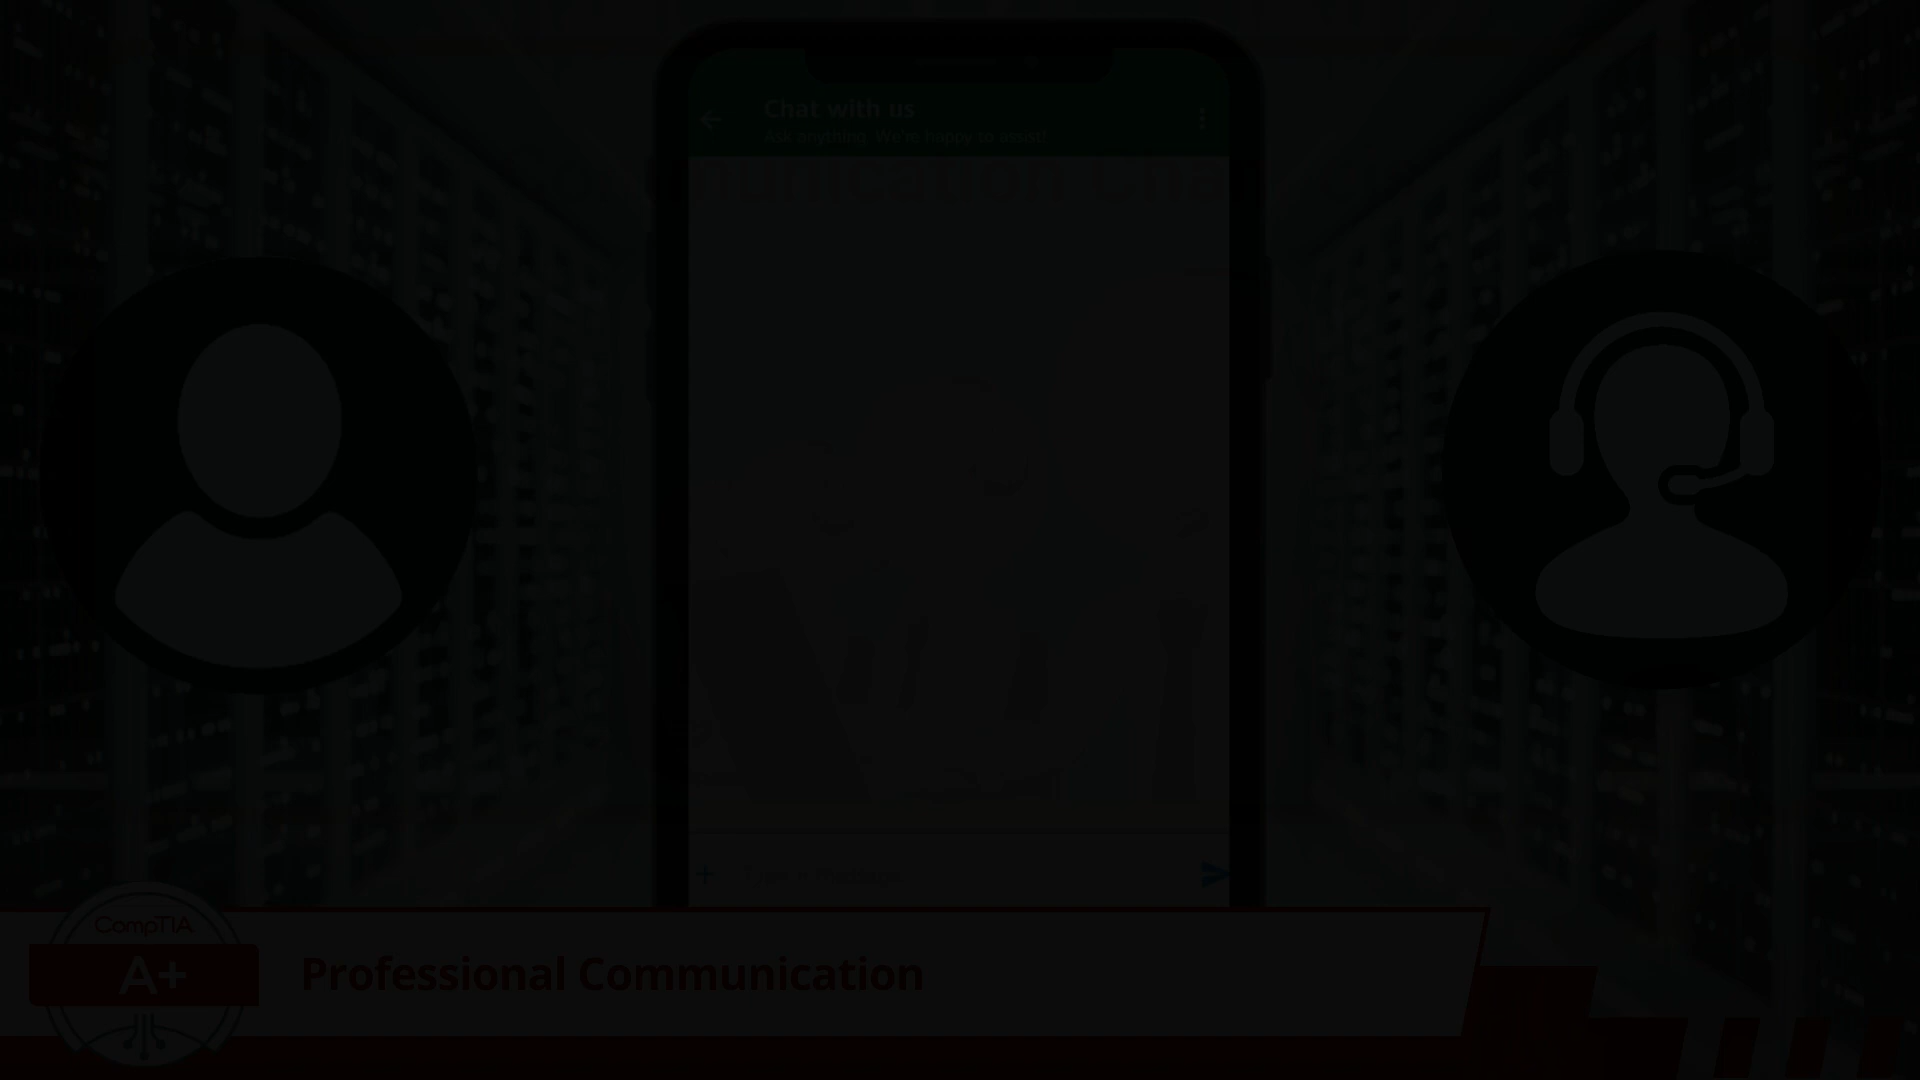 Chat with us
Ask anything. We're happy to assist!
Type a message.
CompTIA
A+
Professional Communication